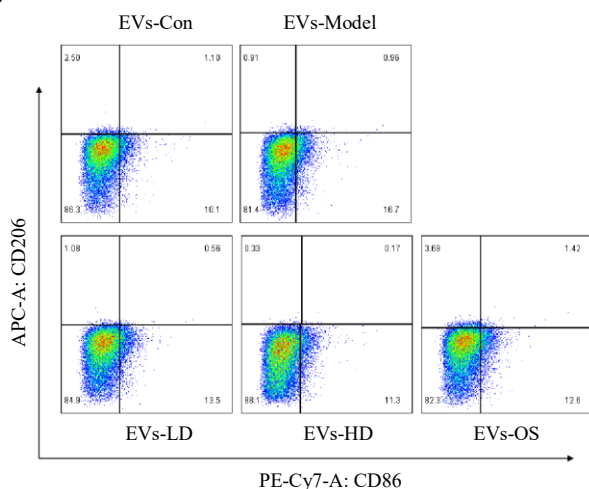 EVs-Con EVs-Model
2.50 1.10 0.91 0.96
86.3 10.1 81.4 16.7
1.08 0.56 0.33 0.17 3.69 1.42
84.9 13.5 88.1 11.3 82.3 12.6
EVs-LD EVs-HD EVs-OS
APC-A: CD206
PE-Cy7-A: CD86